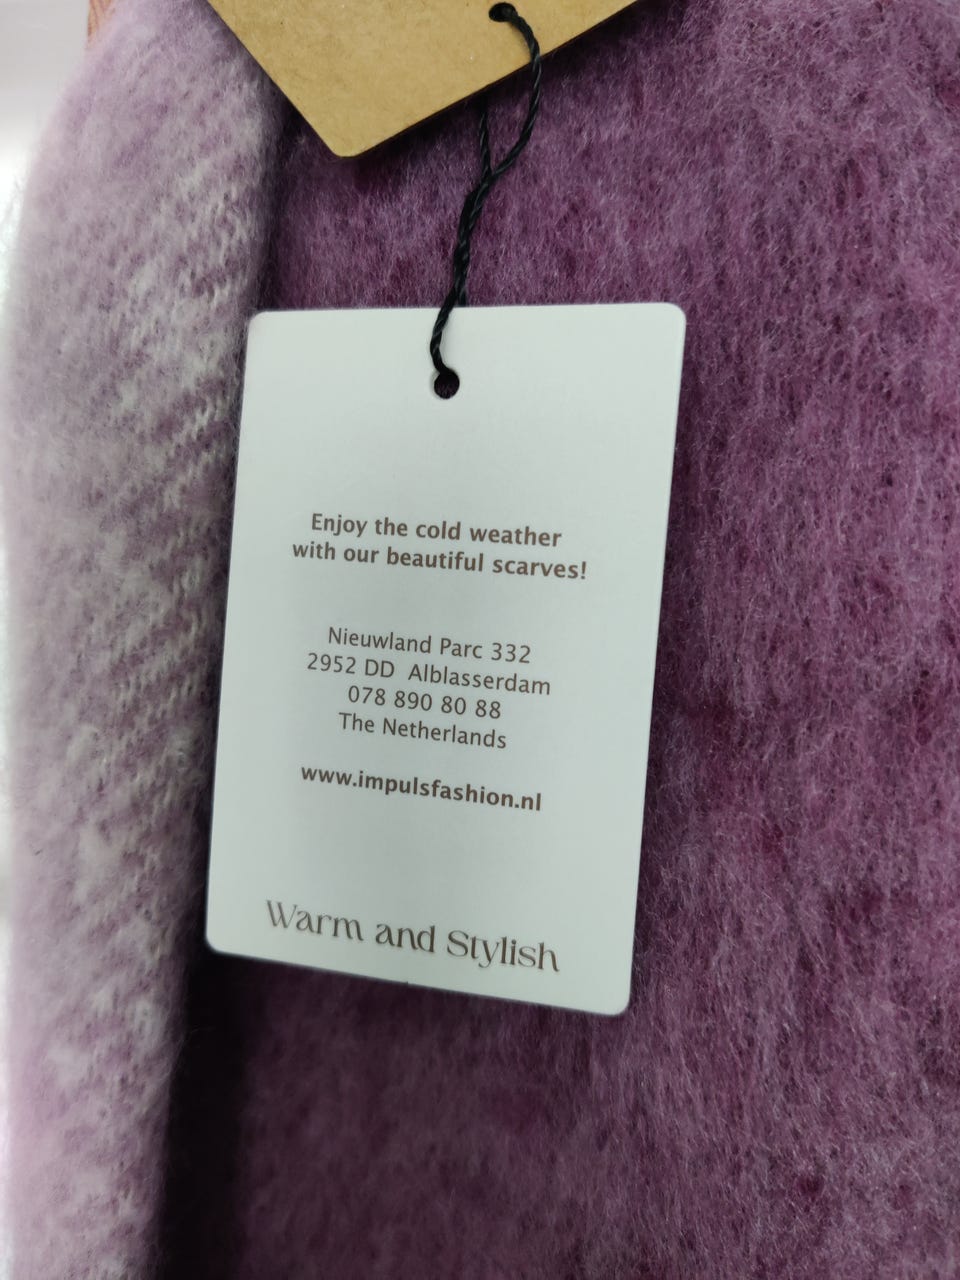 Enjoy the cold weather
with our beautiful scarves!
Nieuwland Parc 332
2952 DD Alblasserdam
078 890 80 88
The Netherlands
www.impulsfashion.nl
Warm and Stylish